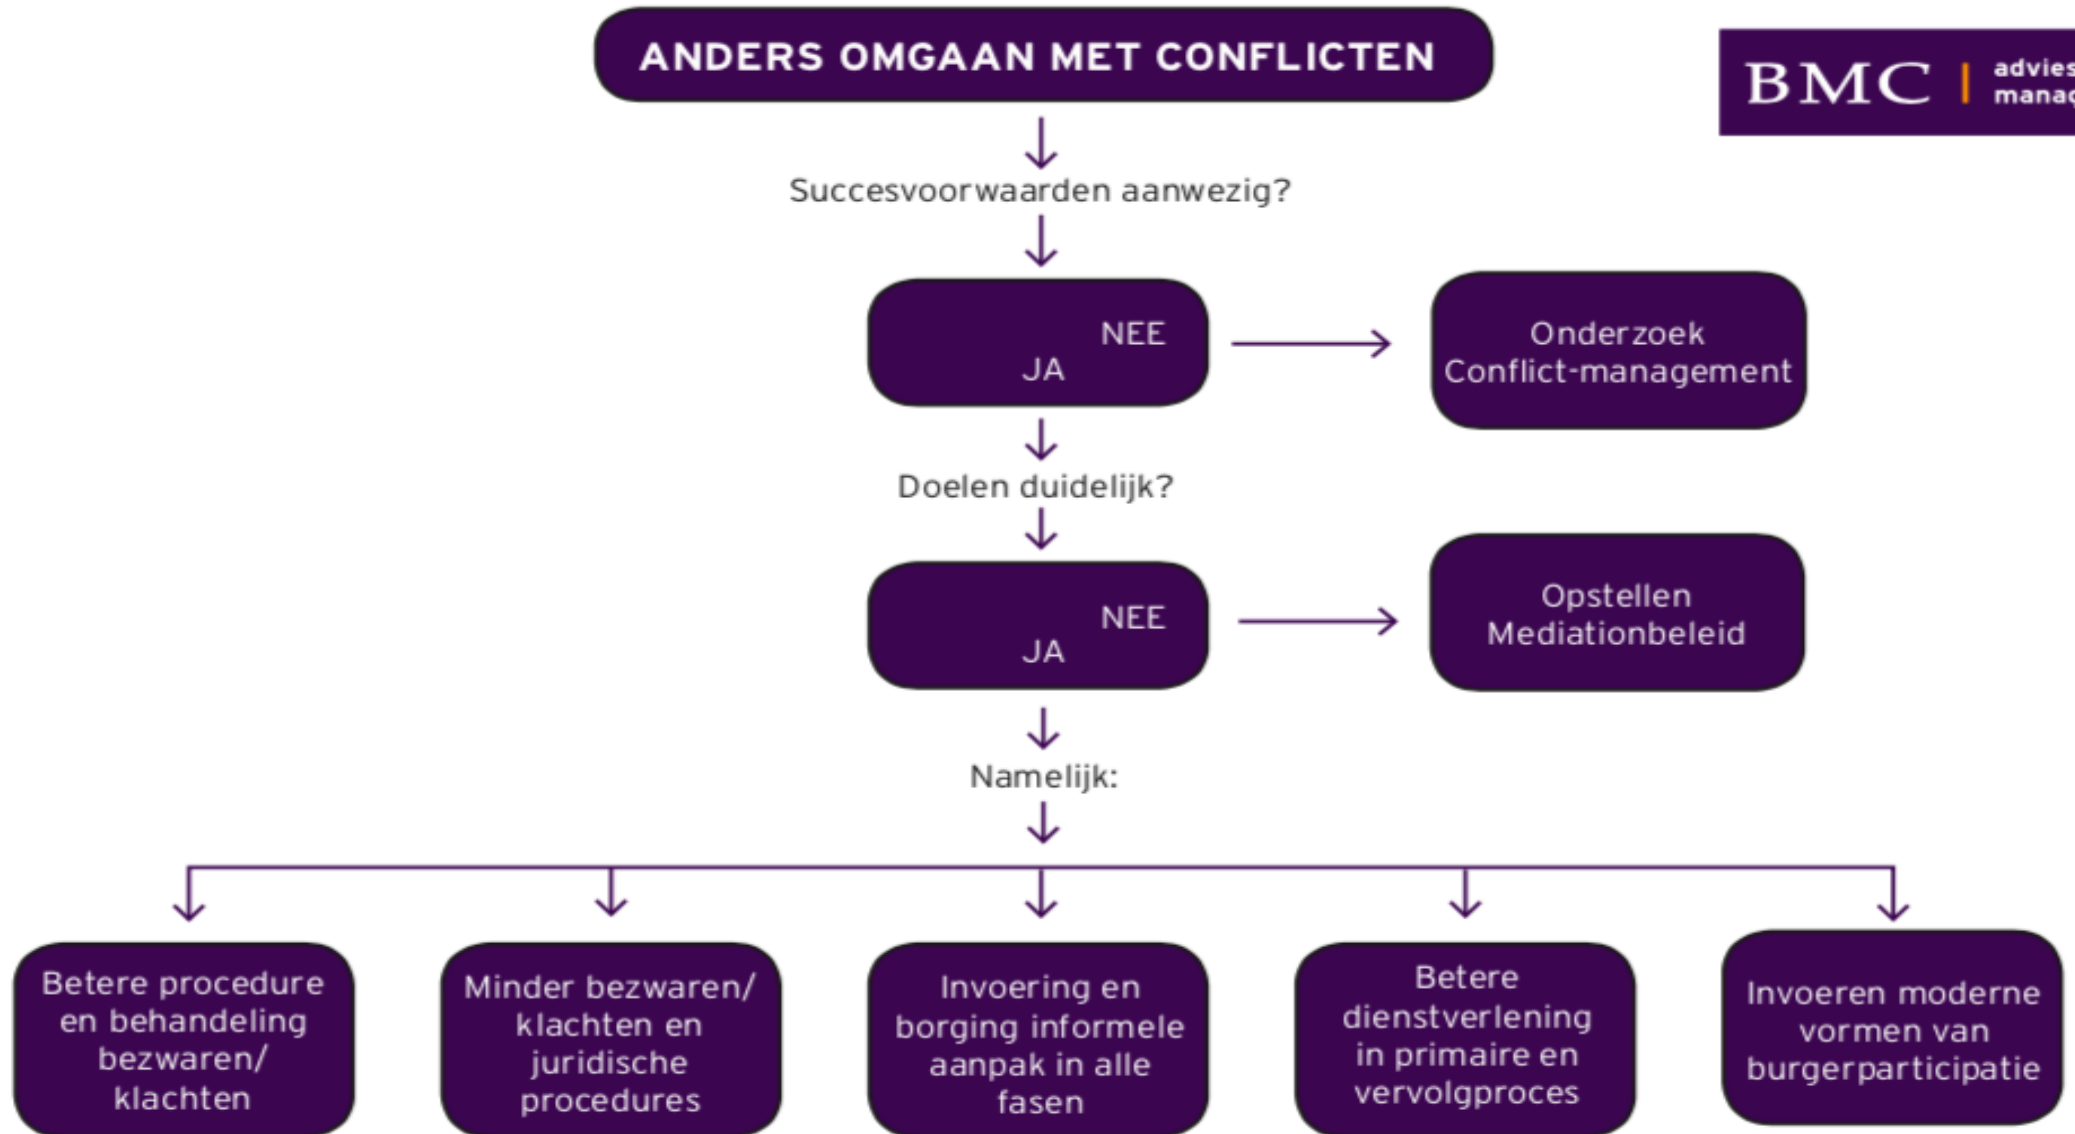 ANDERS OMGAAN MET CONFLICTEN
BMC
advies
manag
Succesvoorwaarden aanwezig?
NEE
JA
Onderzoek
Conflict-management
Doelen duidelijk?
NEE
JA
Opstellen
Mediationbeleid
Namelijk:
Betere procedure
en behandeling
bezwaren/
klachten
Minder bezwaren/
klachten en
juridische
procedures
Invoering en
borging informele
aanpak in alle
fasen
Betere
dienstverlening
in primaire en
vervolgproces
Invoeren moderne
vormen van
burgerparticipatie